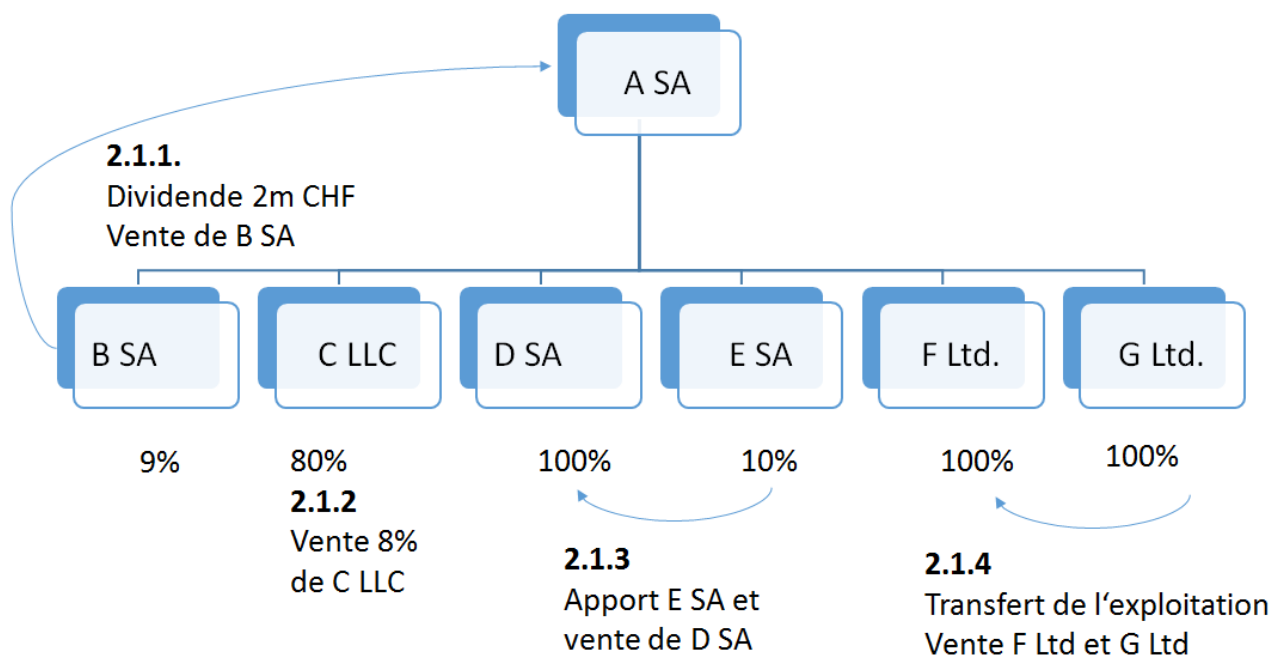 A SA
2.1.1.
Dividende 2m CHF
Vente de B SA
B SA
C LLC
D SA
E SA
F Ltd.
G Ltd.
9%
80%
100%
10%
100%
100%
2.1.2
Vente 8%
de C LLC
2.1.3
Apport E SA et
vente de D SA
2.1.4
Transfert de l‘exploitation
Vente F Ltd et G Ltd